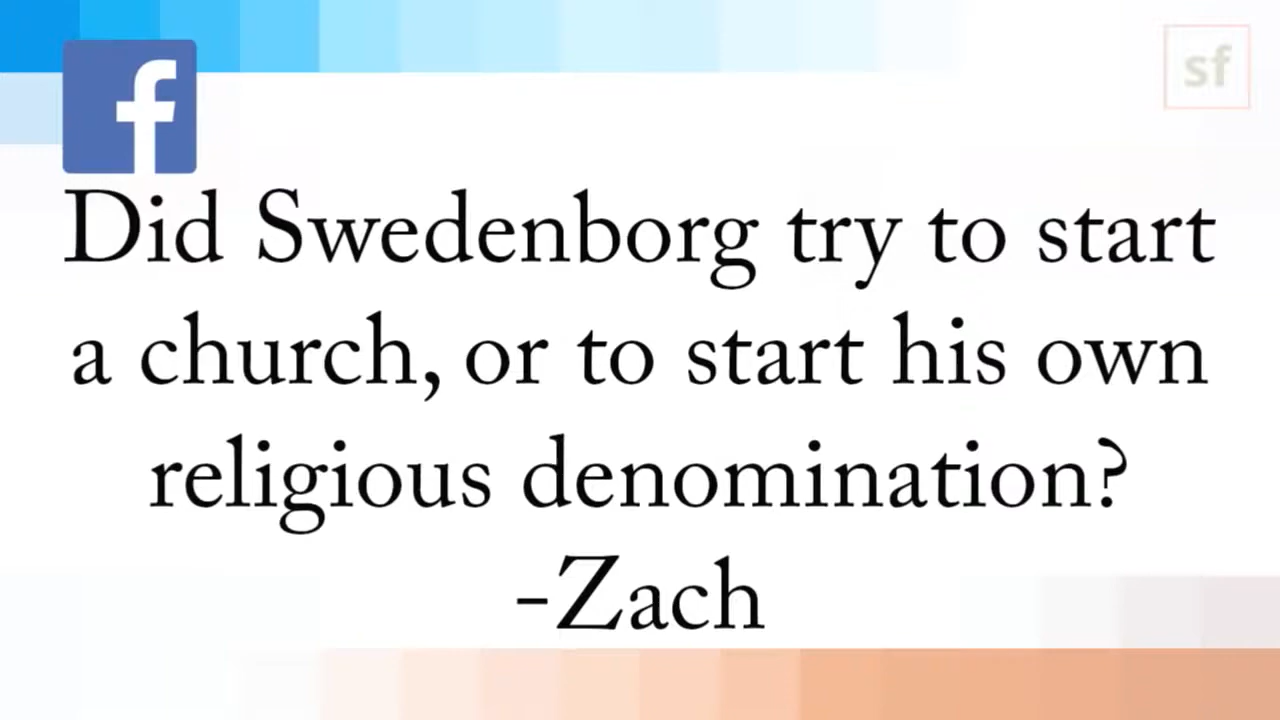 f
sf
Did Swedenborg try to start
a church, or to start his own
religious denomination?
-Zach